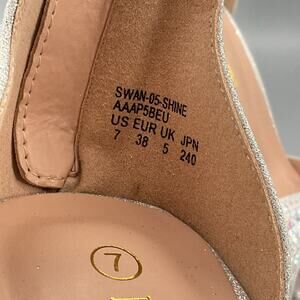 SWAN-05-SHINE
AAAP5BEU
US EUR UK JPN
7 38 5 240
7